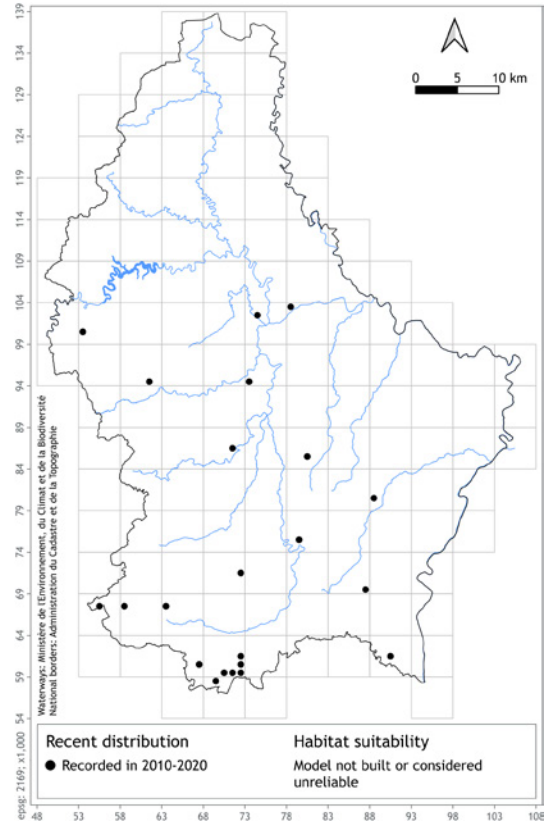 139
134
129
124
119
114
109
104
99
94
89
84
79
74
69
64
59
54
0 5 10 km
Waterways: Ministère de l'Environnement, du Climat et de la Biodiversité
National borders: Administration du Cadastre et de la Topographie
epsg: 2169; x1,000
Recent distribution
Recorded in 2010-2020
Habitat suitability
Model not built or considered
unreliable
48 53 58 63 68 73 78 83 88 93 98 103 108